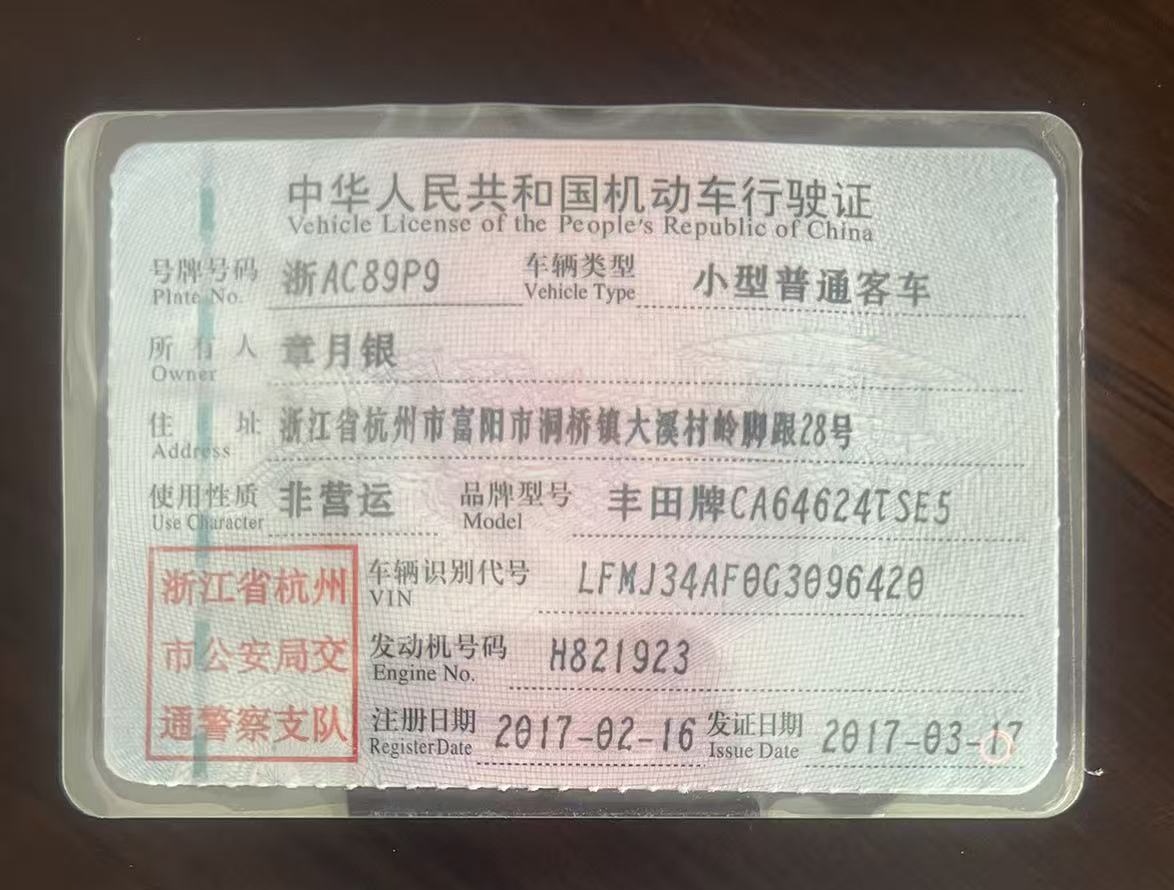 中华人民共和国机动车行驶证
Vehicle License of the People's Republic of China
号牌号码 浙AC89P9 车辆类型 小型普通客车
Plate No. Vehicle Type
所有人 章月银
Owner
住址 浙江省杭州市富阳市洞桥镇大溪村岭脚跟28号
Address
使用性质 非营运 品牌型号 丰田牌CA64624TSE5
Use Character Model
浙江省杭州
市公安局交
通警察支队
车辆识别代号 LFMJ34AF0G3096420
VIN
发动机号码 H821923
Engine No.
注册日期 2017-02-16 发证日期 2017-03-17
Register Date Issue Date